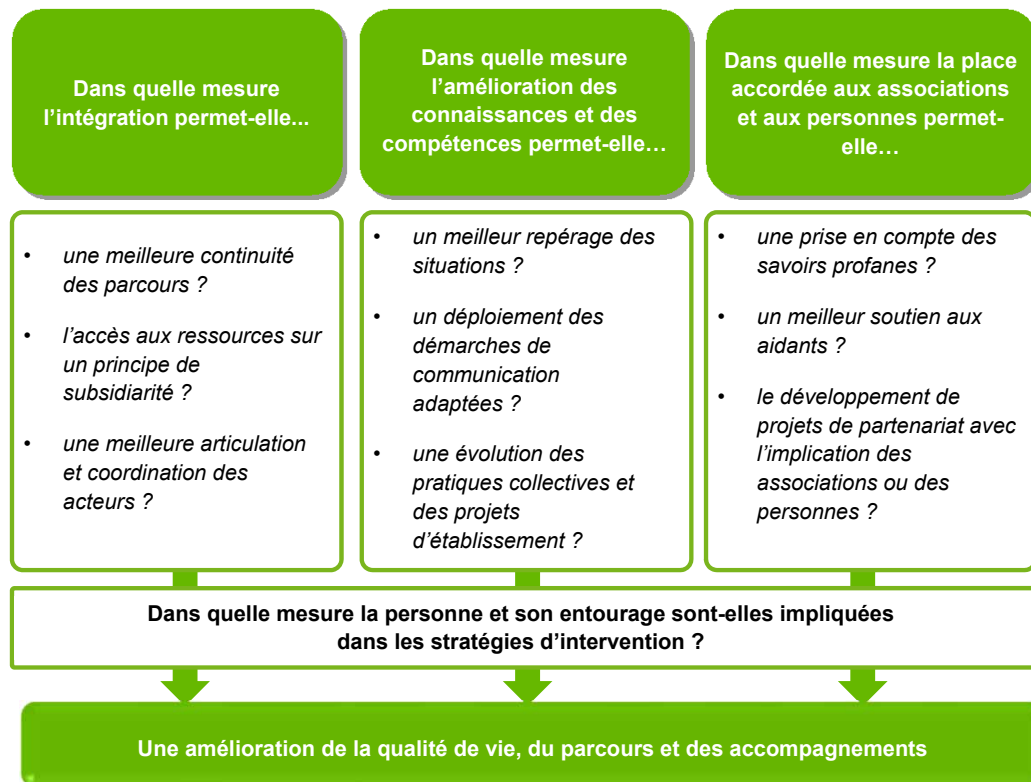 Dans quelle mesure
l'intégration permet-elle...
Dans quelle mesure
l'amélioration des
connaissances et des
compétences permet-elle…
Dans quelle mesure la place
accordée aux associations
et aux personnes permet-
elle…
• une meilleure continuité
des parcours ?
• l'accès aux ressources sur
un principe de
subsidiarité ?
• une meilleure articulation
et coordination des
acteurs ?
• un meilleur repérage des
situations ?
• un déploiement des
démarches de
communication
adaptées ?
• une évolution des
pratiques collectives et
des projets
d'établissement ?
• une prise en compte des
savoirs profanes ?
• un meilleur soutien aux
aidants ?
• le développement de
projets de partenariat avec
l'implication des
associations ou des
personnes ?
Dans quelle mesure la personne et son entourage sont-elles impliquées
dans les stratégies d'intervention ?
Une amélioration de la qualité de vie, du parcours et des accompagnements